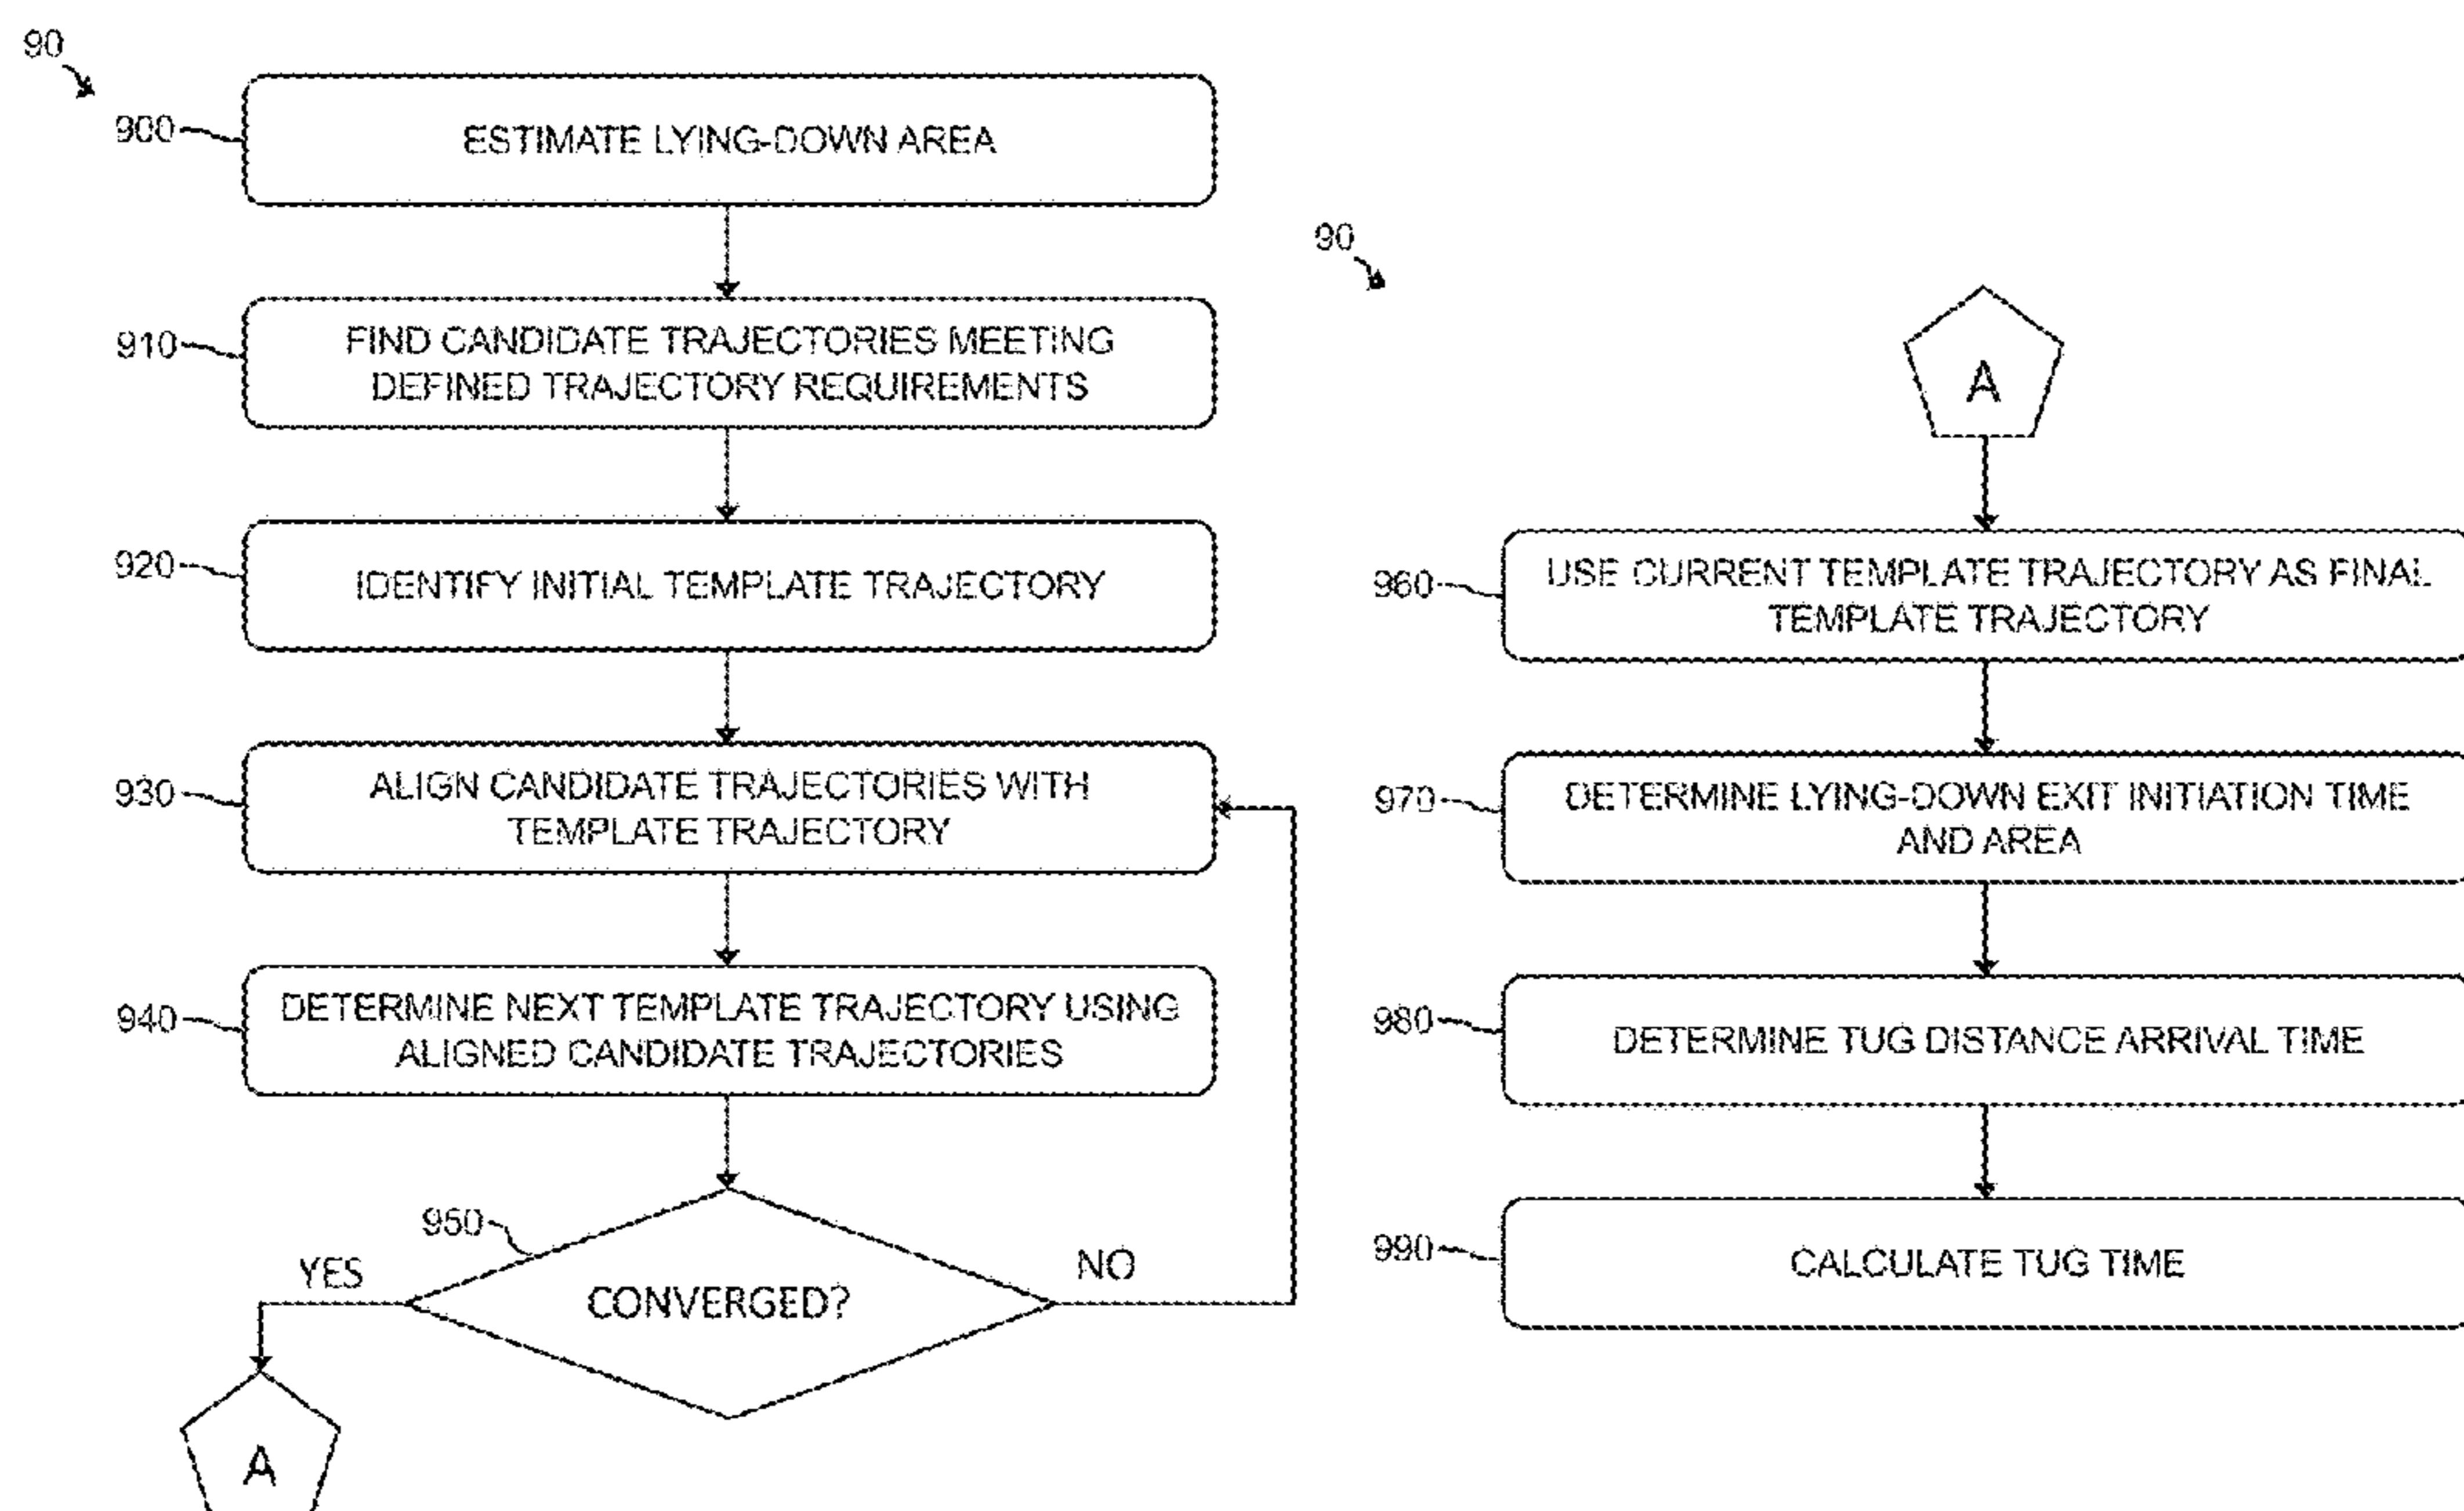 90
900
ESTIMATE LYING-DOWN AREA
910
FIND CANDIDATE TRAJECTORIES MEETING
DEFINED TRAJECTORY REQUIREMENTS
920
IDENTIFY INITIAL TEMPLATE TRAJECTORY
930
ALIGN CANDIDATE TRAJECTORIES WITH
TEMPLATE TRAJECTORY
940
DETERMINE NEXT TEMPLATE TRAJECTORY USING
ALIGNED CANDIDATE TRAJECTORIES
950
YES
NO
CONVERGED?
A
90
A
960
USE CURRENT TEMPLATE TRAJECTORY AS FINAL
TEMPLATE TRAJECTORY
970
DETERMINE LYING-DOWN EXIT INITIATION TIME
AND AREA
980
DETERMINE TUG DISTANCE ARRIVAL TIME
990
CALCULATE TUG TIME